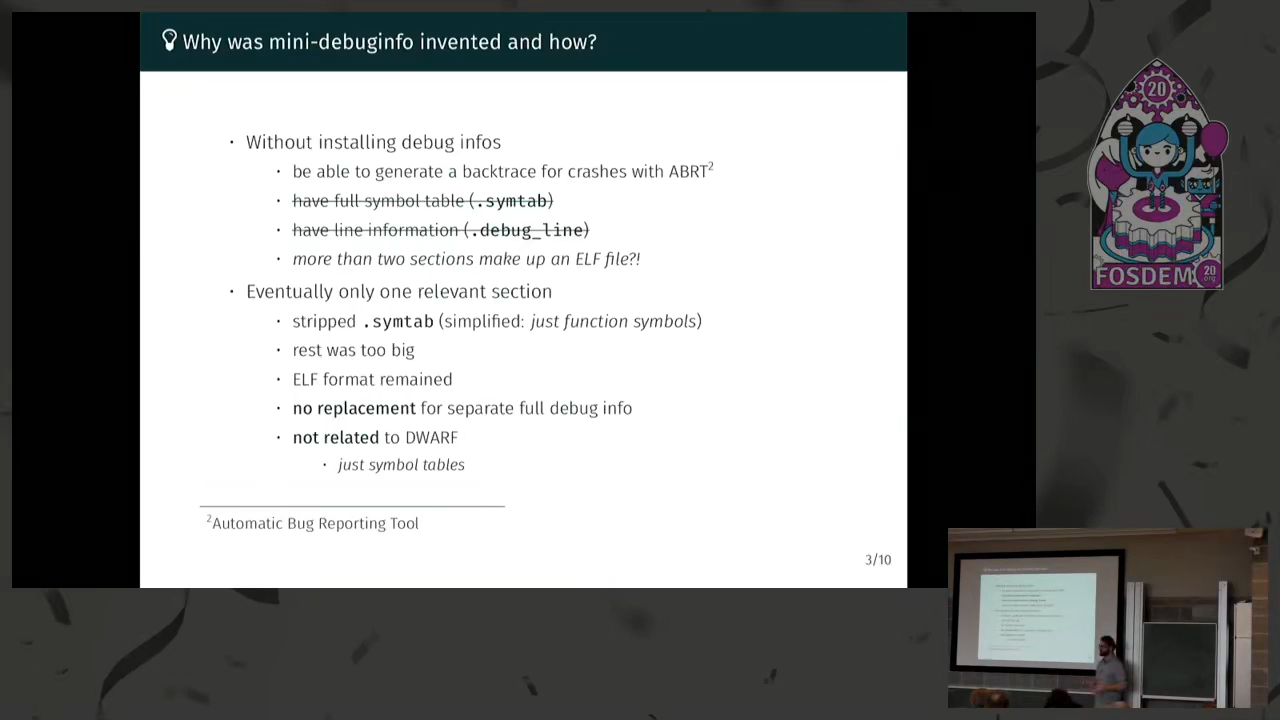 Why was mini-debuginfo invented and how?
· Without installing debug infos
· be able to generate a backtrace for crashes with ABRT2
· have full symbol table (.symtab)
· have line information (.debug_line)
· more than two sections make up an ELF file?!
· Eventually only one relevant section
· stripped .symtab (simplified: just function symbols)
· rest was too big
· ELF format remained
· no replacement for separate full debug info
· not related to DWARF
· just symbol tables
2Automatic Bug Reporting Tool
3/10
20
FOSDEM
20
.org